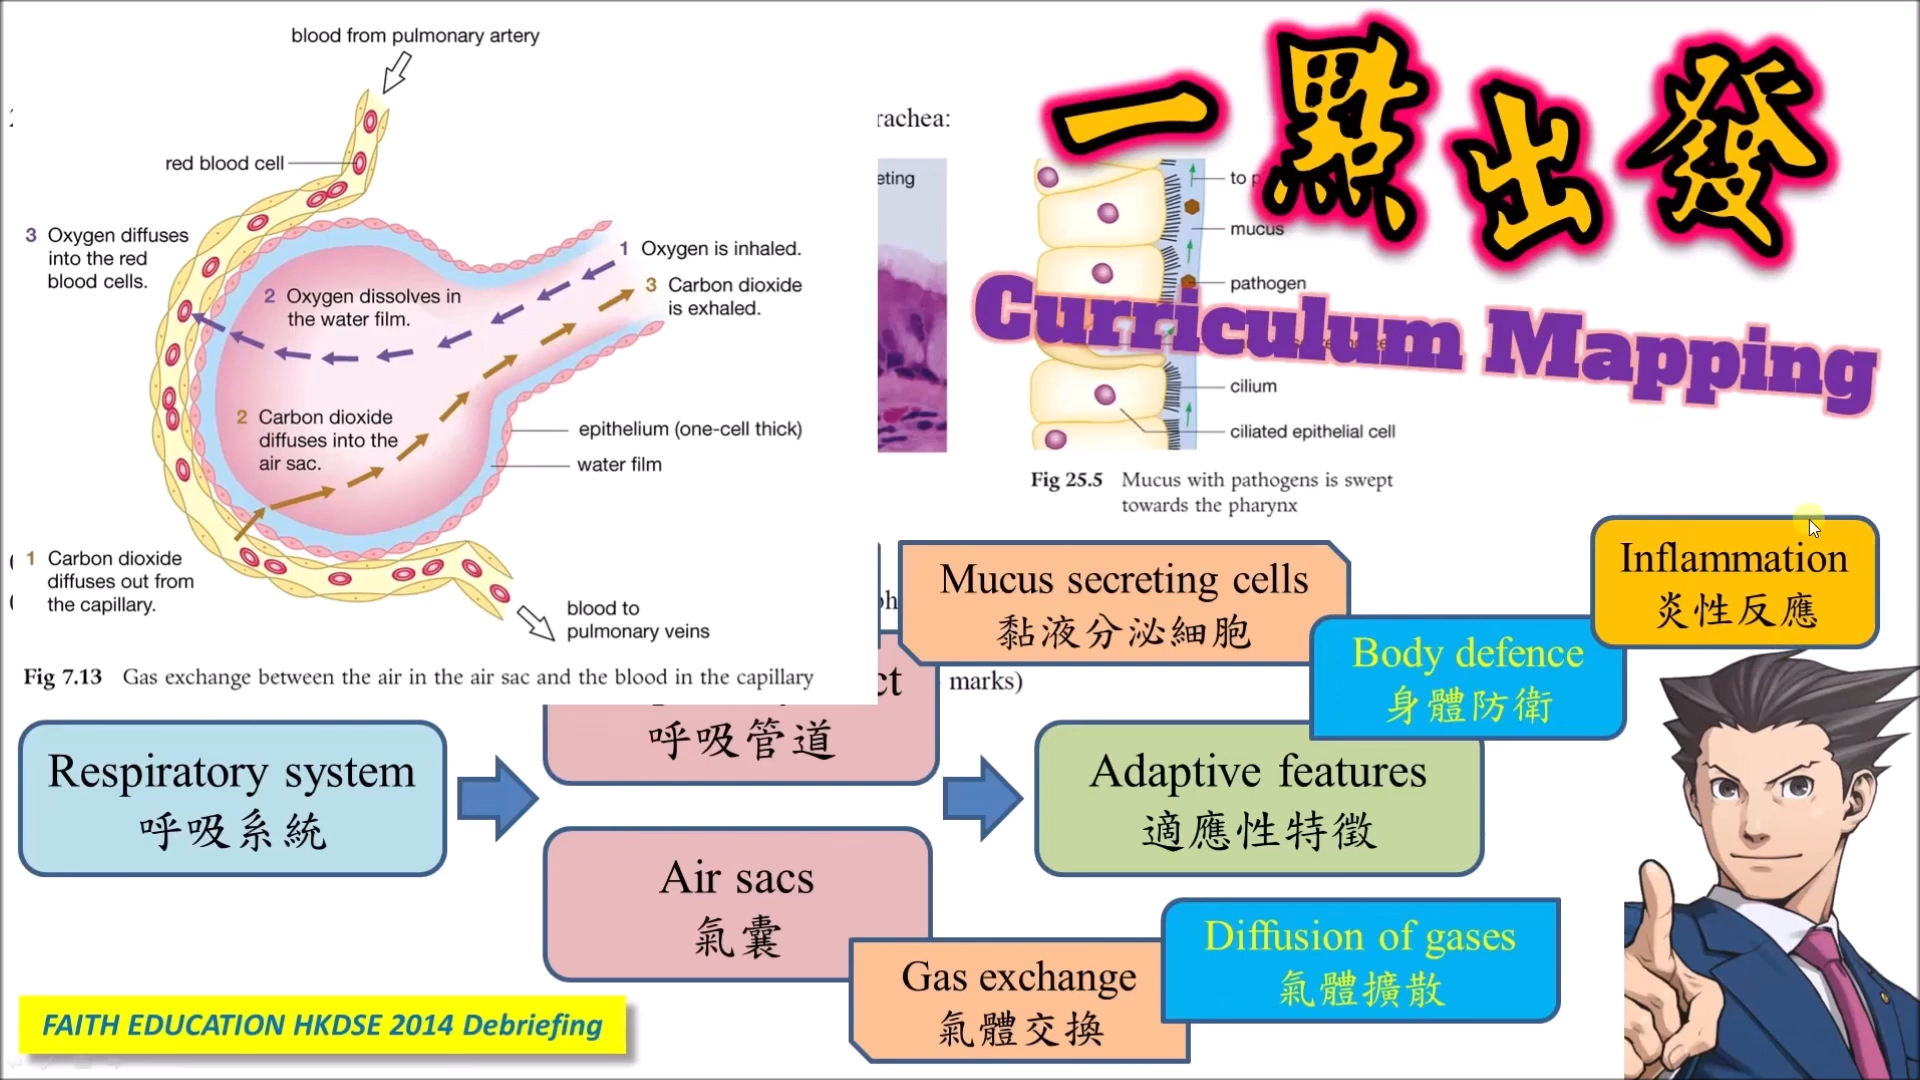 blood from pulmonary artery
red blood cell
3 Oxygen diffuses
into the red
blood cells.
1 Oxygen is inhaled.
3 Carbon dioxide
is exhaled.
2 Oxygen dissolves in
the water film.
2 Carbon dioxide
diffuses into the
air sac.
epithelium (one-cell thick)
water film
1 Carbon dioxide
diffuses out from
the capillary.
blood to
pulmonary veins
Fig 7.13 Gas exchange between the air in the air sac and the blood in the capillary
rachea:
eting
一點出發
Curriculum Mapping
to p
mucus
pathogen
cilium
ciliated epithelial cell
Fig 25.5 Mucus with pathogens is swept
towards the pharynx
Mucus secreting cells
黏液分泌細胞
Inflammation
炎性反應
Body defence
身體防衛
marks)
ct
呼吸管道
Respiratory system
呼吸系統
Adaptive features
適應性特徵
Air sacs
氣囊
Diffusion of gases
氣體擴散
Gas exchange
氣體交換
FAITH EDUCATION HKDSE 2014 Debriefing